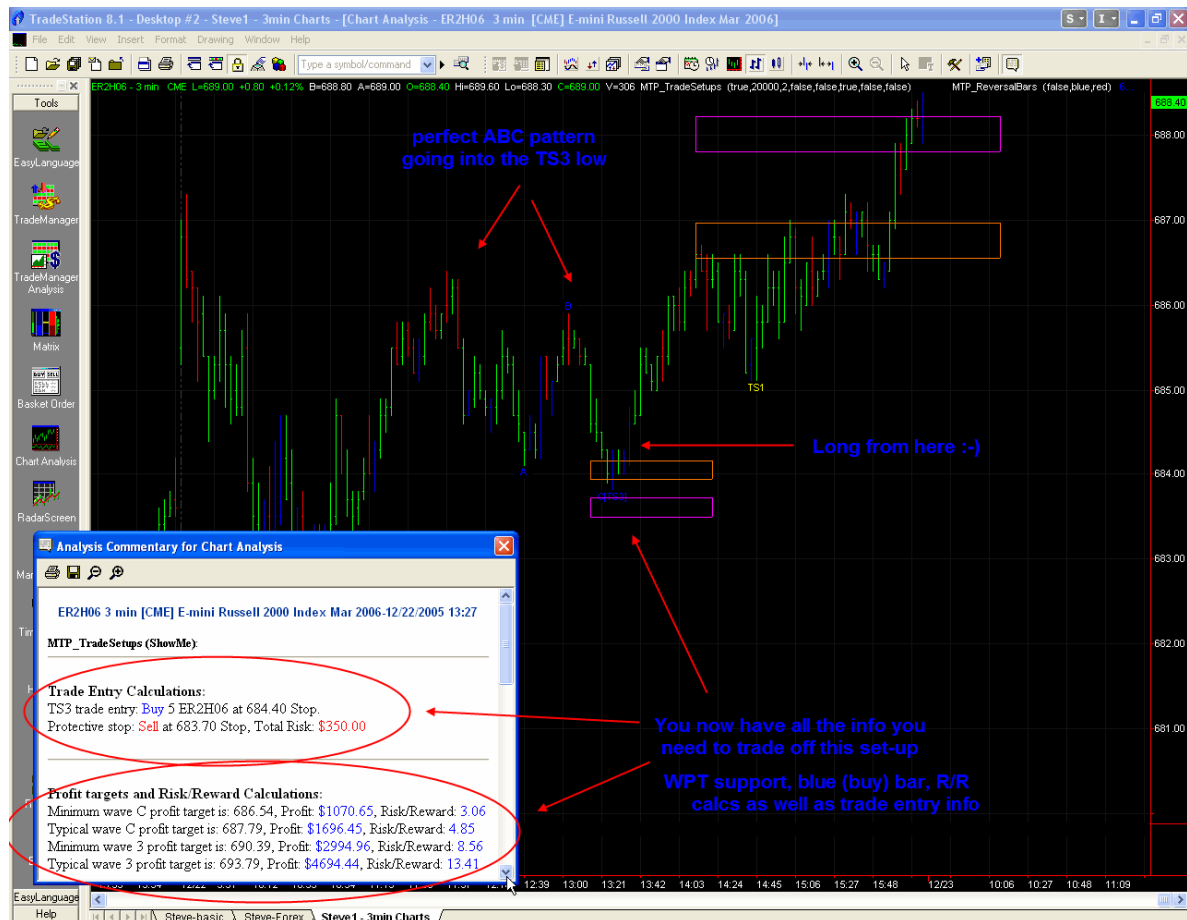 TradeStation 8.1 - Desktop #2 - Steve1 - 3min Charts - [Chart Analysis - ER2H06 3 min [CME] E-mini Russell 2000 Index Mar 2006]
S I
File Edit View Insert Format Drawing Window Help
Type a symbol/command
Tools
ER2H06 - 3 min CME L=689.00 +0.80 +0.12% B=688.80 A=689.00 O=688.40 Hi=689.60 Lo=688.30 C=689.00 V=306 MTP_TradeSetups (true,20000,2,false,false,true,false,false) MTP_ReversalBars (false,blue,red)
688.40
EasyLanguage
TradeManager
TradeManager
Analysis
Matrix
Basket Order
Chart Analysis
RadarScreen
perfect ABC pattern
going into the TS3 low
688.00
687.00
686.00
685.00
684.00
683.00
682.00
681.00
B
A
TS1
Long from here :-)
Analysis Commentary for Chart Analysis
ER2H06 3 min [CME] E-mini Russell 2000 Index Mar 2006-12/22/2005 13:27
MTP_TradeSetups (ShowMe):
Trade Entry Calculations:
TS3 trade entry: Buy 5 ER2H06 at 684.40 Stop.
Protective stop: Sell at 683.70 Stop, Total Risk: $350.00
Profit targets and Risk/Reward Calculations:
Minimum wave C profit target is: 686.54, Profit: $1070.65, Risk/Reward: 3.06
Typical wave C profit target is: 687.79, Profit: $1696.45, Risk/Reward: 4.85
Minimum wave 3 profit target is: 690.39, Profit: $2994.96, Risk/Reward: 8.56
Typical wave 3 profit target is: 693.79, Profit: $4694.44, Risk/Reward: 13.41
You now have all the info you
need to trade off this set-up
WPT support, blue (buy) bar, R/R
calcs as well as trade entry info
12:39 13:00 13:21 13:42 14:03 14:24 14:45 15:06 15:27 15:48 12/23 10:06 10:27 10:48 11:09
EasyLanguage
Help
Steve-basic Steve-Forex Steve1 - 3min Charts